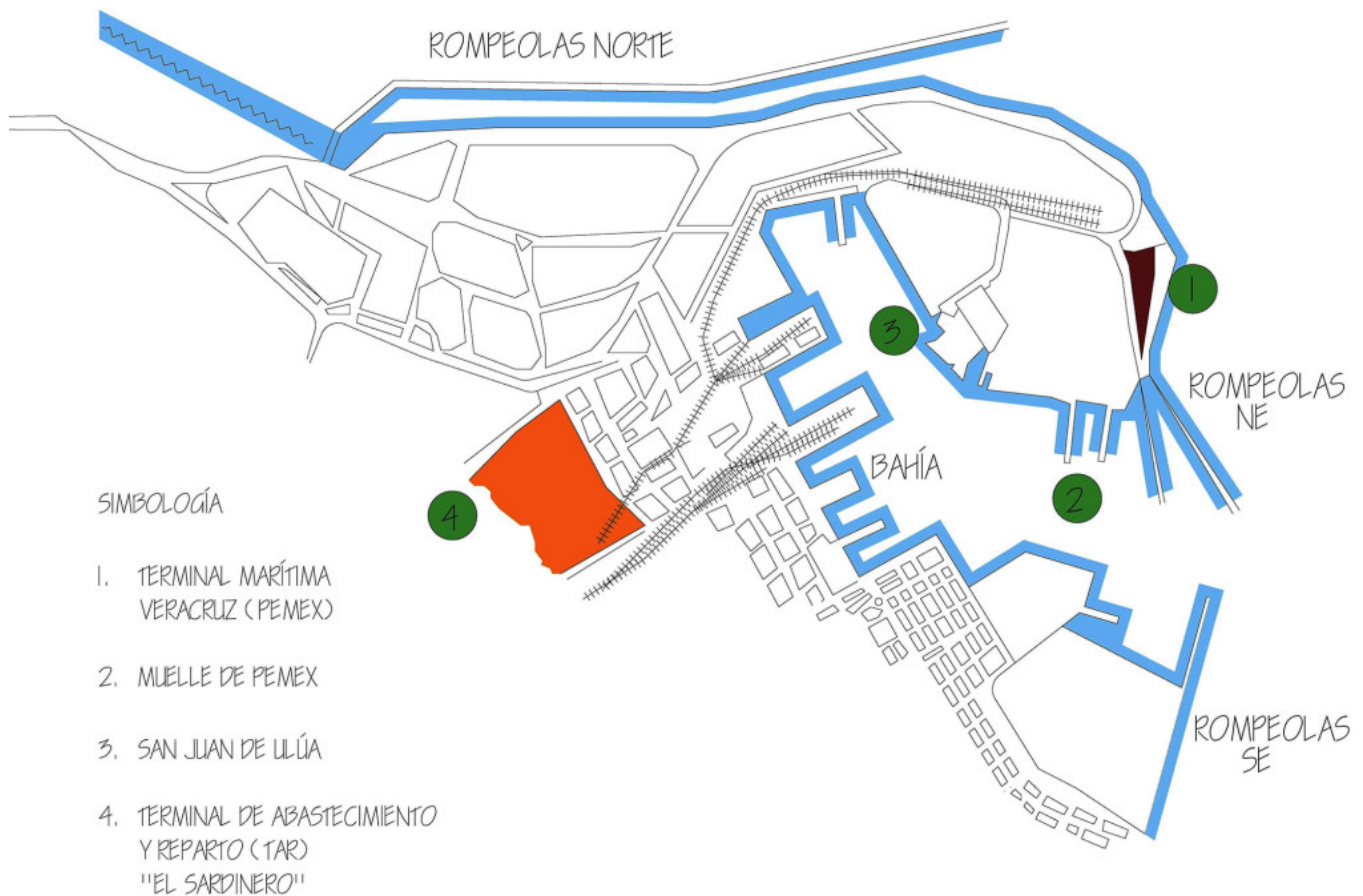 ROMPEOLAS NORTE
1
3
ROMPEOLAS
NE
BAHÍA
2
4
SIMBOLOGÍA
1. TERMINAL MARÍTIMA
VERACRUZ (PEMEX)
2. MUELLE DE PEMEX
3. SAN JUAN DE ULÚA
4. TERMINAL DE ABASTECIMIENTO
Y REPARTO (TAR)
"EL SARDINERO"
ROMPEOLAS
SE